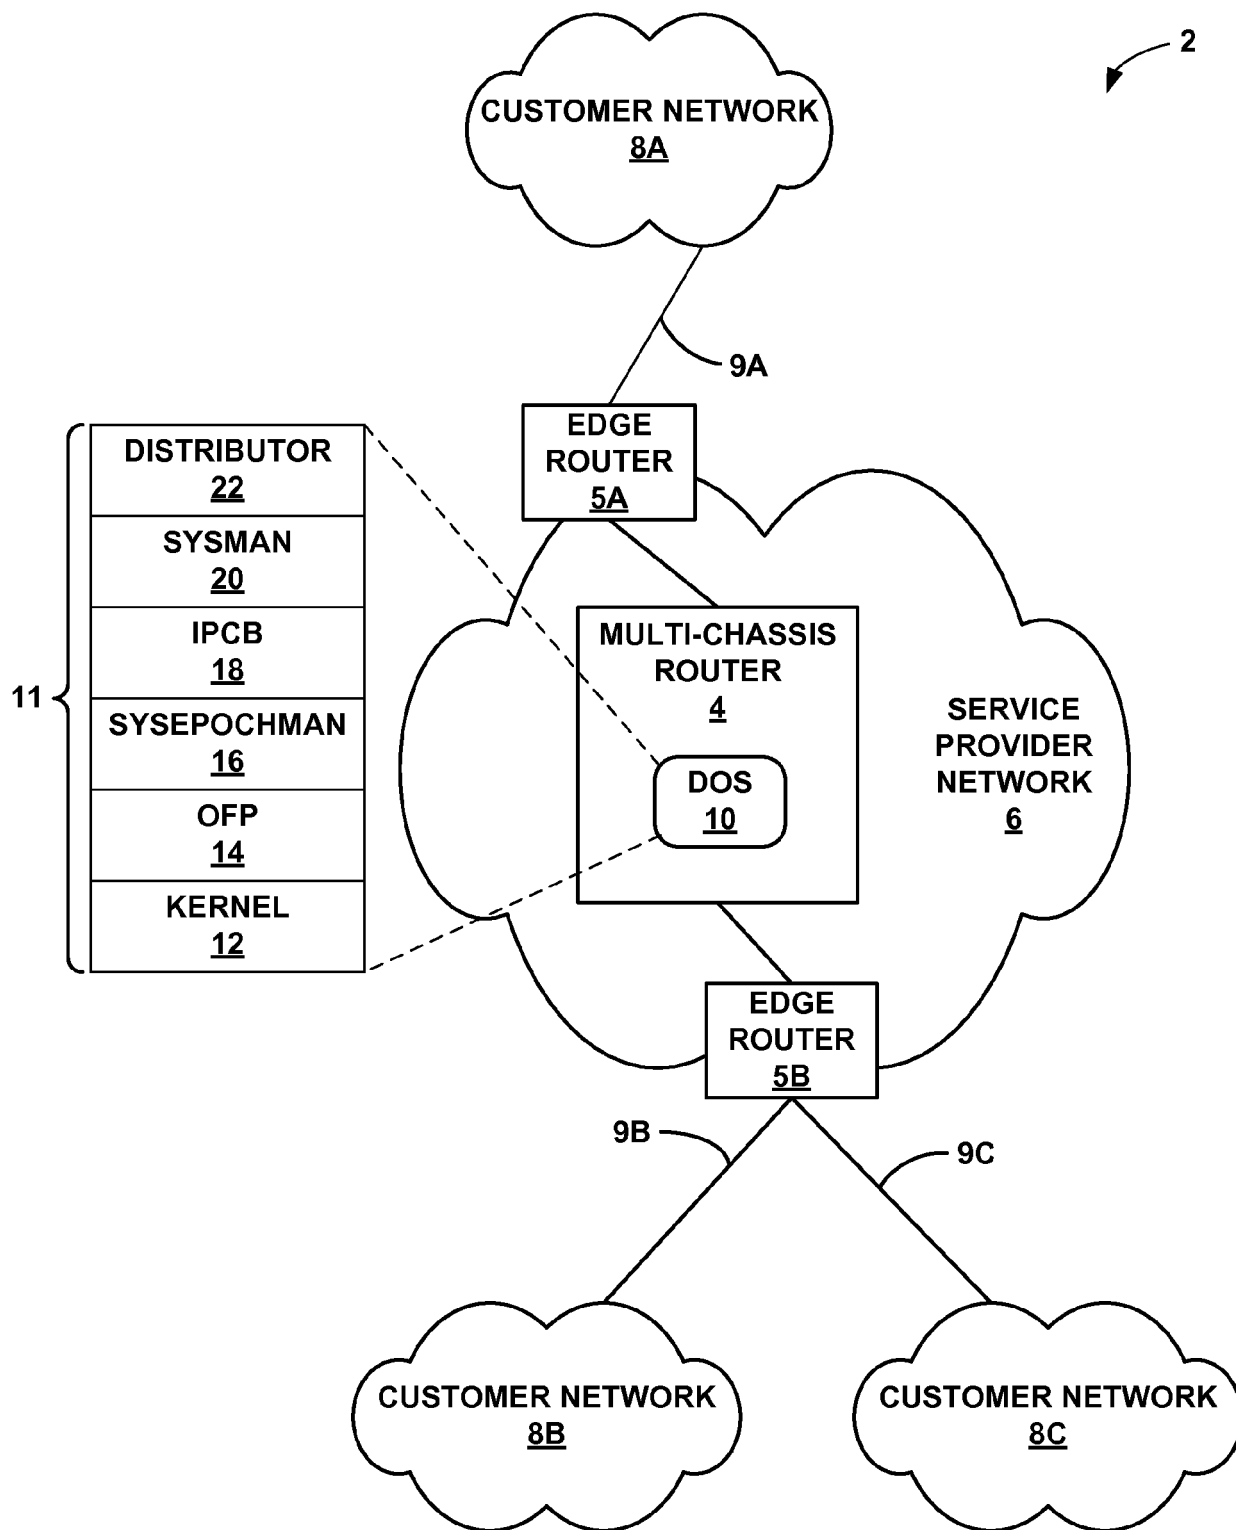 2
CUSTOMER NETWORK
8A
9A
EDGE
ROUTER
5A
DISTRIBUTOR
22
SYSMAN
20
IPCB
18
SYSEPOCHMAN
16
OFP
14
KERNEL
12
11
MULTI-CHASSIS
ROUTER
4
DOS
10
SERVICE
PROVIDER
NETWORK
6
EDGE
ROUTER
5B
9B
9C
CUSTOMER NETWORK
8B
CUSTOMER NETWORK
8C